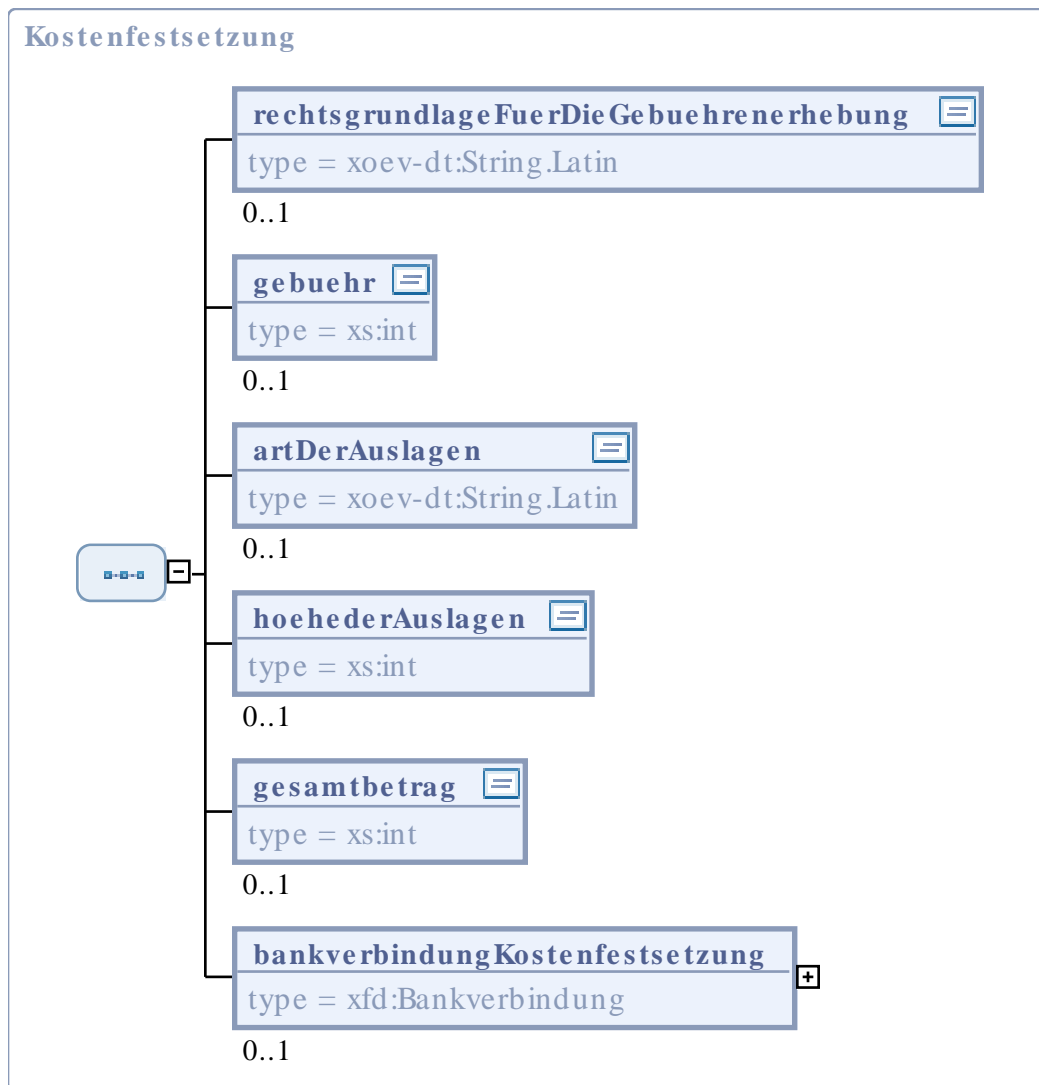 Kostenfestsetzung
rechtsgrundlageFuerDieGebuehrenerhebung
type = xoev-dt:String.Latin
0..1
gebuehr
type = xs:int
0..1
artDerAuslagen
type = xoev-dt:String.Latin
0..1
hoehederAuslagen
type = xs:int
0..1
gesamtbetrag
type = xs:int
0..1
bankverbindungKostenfestsetzung
type = xfd:Bankverbindung
0..1